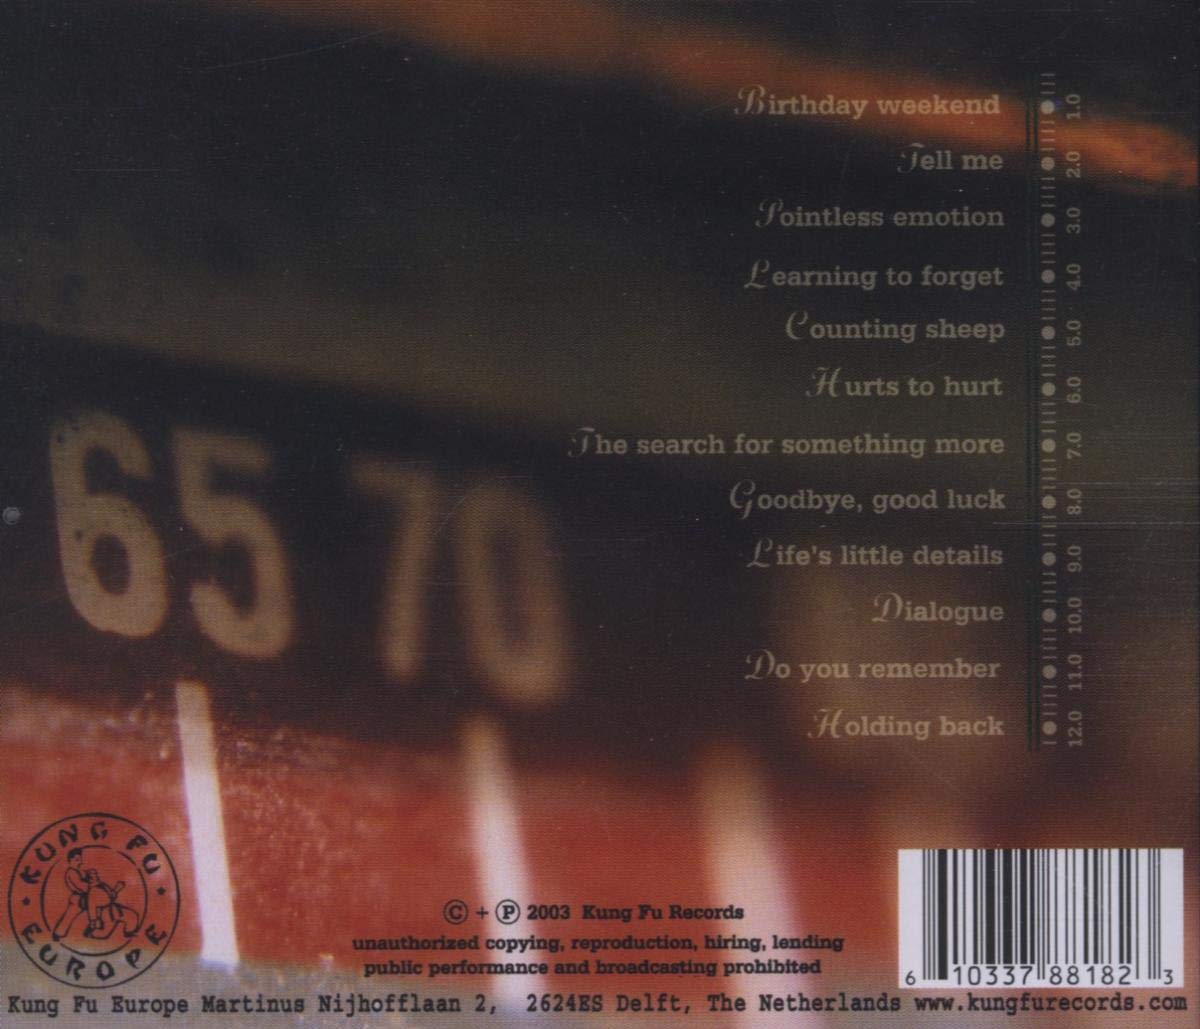 Birthday weekend 1.0
Tell me 2.0
Pointless emotion 3.0
Learning to forget 4.0
Counting sheep 5.0
Hurts to hurt 6.0
The search for something more 7.0
Goodbye, good luck 8.0
Life's little details 9.0
Dialogue 10.0
Do you remember 11.0
Holding back 12.0
65 70
KUNG FU
EUROPE
© + ℗ 2003 Kung Fu Records
unauthorized copying, reproduction, hiring, lending
public performance and broadcasting prohibited
6 10337 88182 3
Kung Fu Europe Martinus Nijhofflaan 2, 2624ES Delft, The Netherlands www.kungfurecords.com